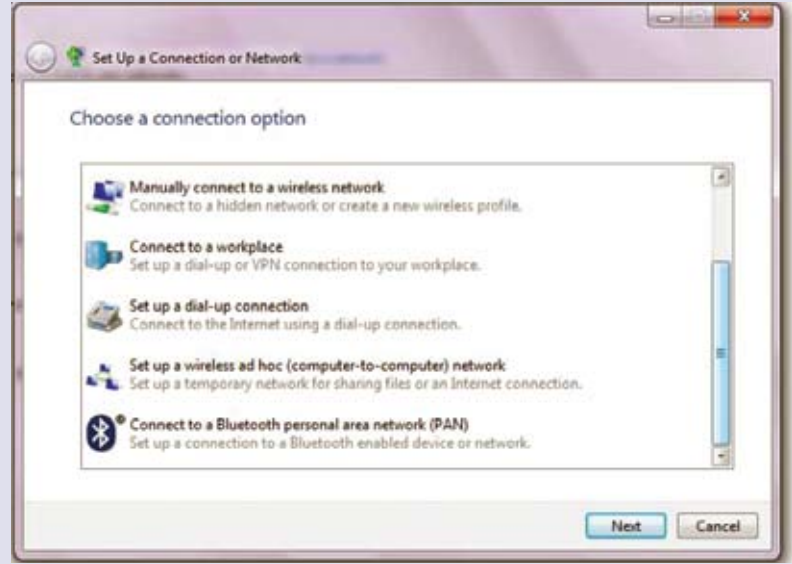 Set Up a Connection or Network
Choose a connection option
Manually connect to a wireless network
Connect to a hidden network or create a new wireless profile.
Connect to a workplace
Set up a dial-up or VPN connection to your workplace.
Set up a dial-up connection
Connect to the Internet using a dial-up connection.
Set up a wireless ad hoc (computer-to-computer) network
Set up a temporary network for sharing files or an Internet connection.
Connect to a Bluetooth personal area network (PAN)
Set up a connection to a Bluetooth enabled device or network.
Next Cancel